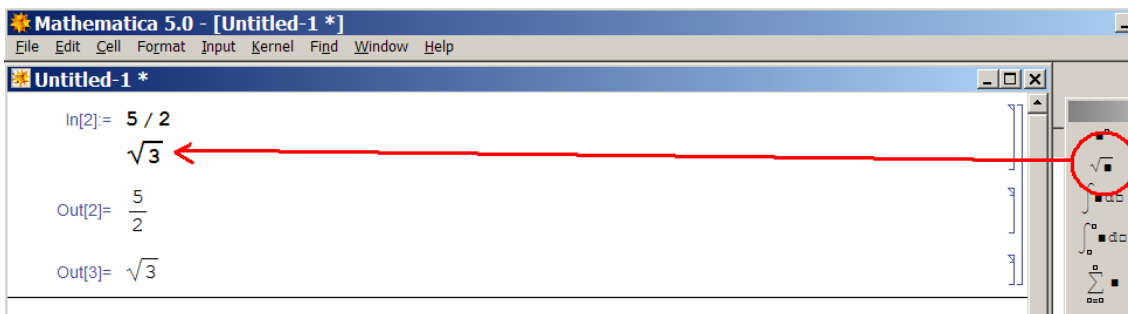 Mathematica 5.0 - [Untitled-1 *]
File Edit Cell Format Input Kernel Find Window Help
Untitled-1 *
In[2]:= 5 / 2
√3
Out[2]= 5/2
Out[3]= √3
√■
∫■d□
∫□□■d□
∑□□=□ ■